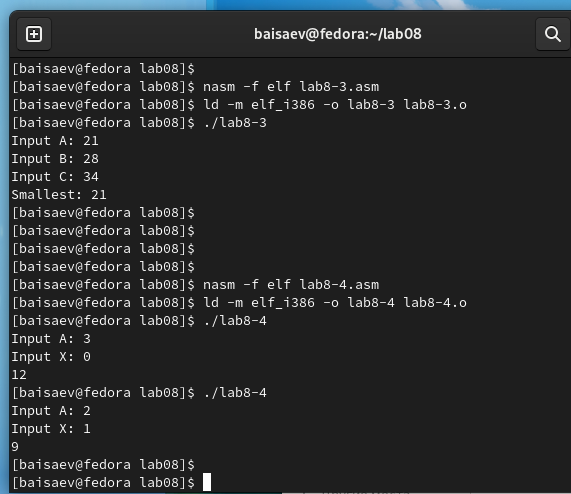 baisaev@fedora:~/lab08
[baisaev@fedora lab08]$
[baisaev@fedora lab08]$ nasm -f elf lab8-3.asm
[baisaev@fedora lab08]$ ld -m elf_i386 -o lab8-3 lab8-3.o
[baisaev@fedora lab08]$ ./lab8-3
Input A: 21
Input B: 28
Input C: 34
Smallest: 21
[baisaev@fedora lab08]$
[baisaev@fedora lab08]$
[baisaev@fedora lab08]$
[baisaev@fedora lab08]$
[baisaev@fedora lab08]$ nasm -f elf lab8-4.asm
[baisaev@fedora lab08]$ ld -m elf_i386 -o lab8-4 lab8-4.o
[baisaev@fedora lab08]$ ./lab8-4
Input A: 3
Input X: 0
12
[baisaev@fedora lab08]$ ./lab8-4
Input A: 2
Input X: 1
9
[baisaev@fedora lab08]$
[baisaev@fedora lab08]$